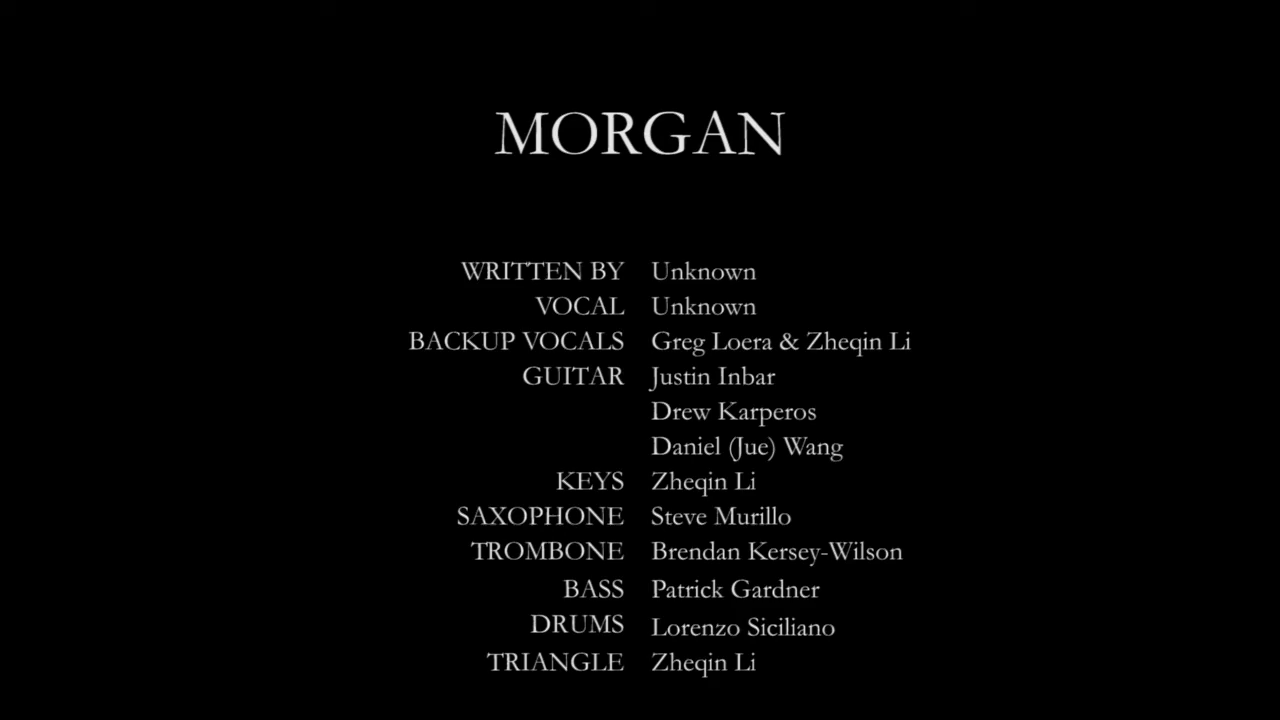 MORGAN
WRITTEN BY Unknown
VOCAL Unknown
BACKUP VOCALS Greg Loera & Zheqin Li
GUITAR Justin Inbar
Drew Karperos
Daniel (Jue) Wang
KEYS Zheqin Li
SAXOPHONE Steve Murillo
TROMBONE Brendan Kersey-Wilson
BASS Patrick Gardner
DRUMS Lorenzo Siciliano
TRIANGLE Zheqin Li